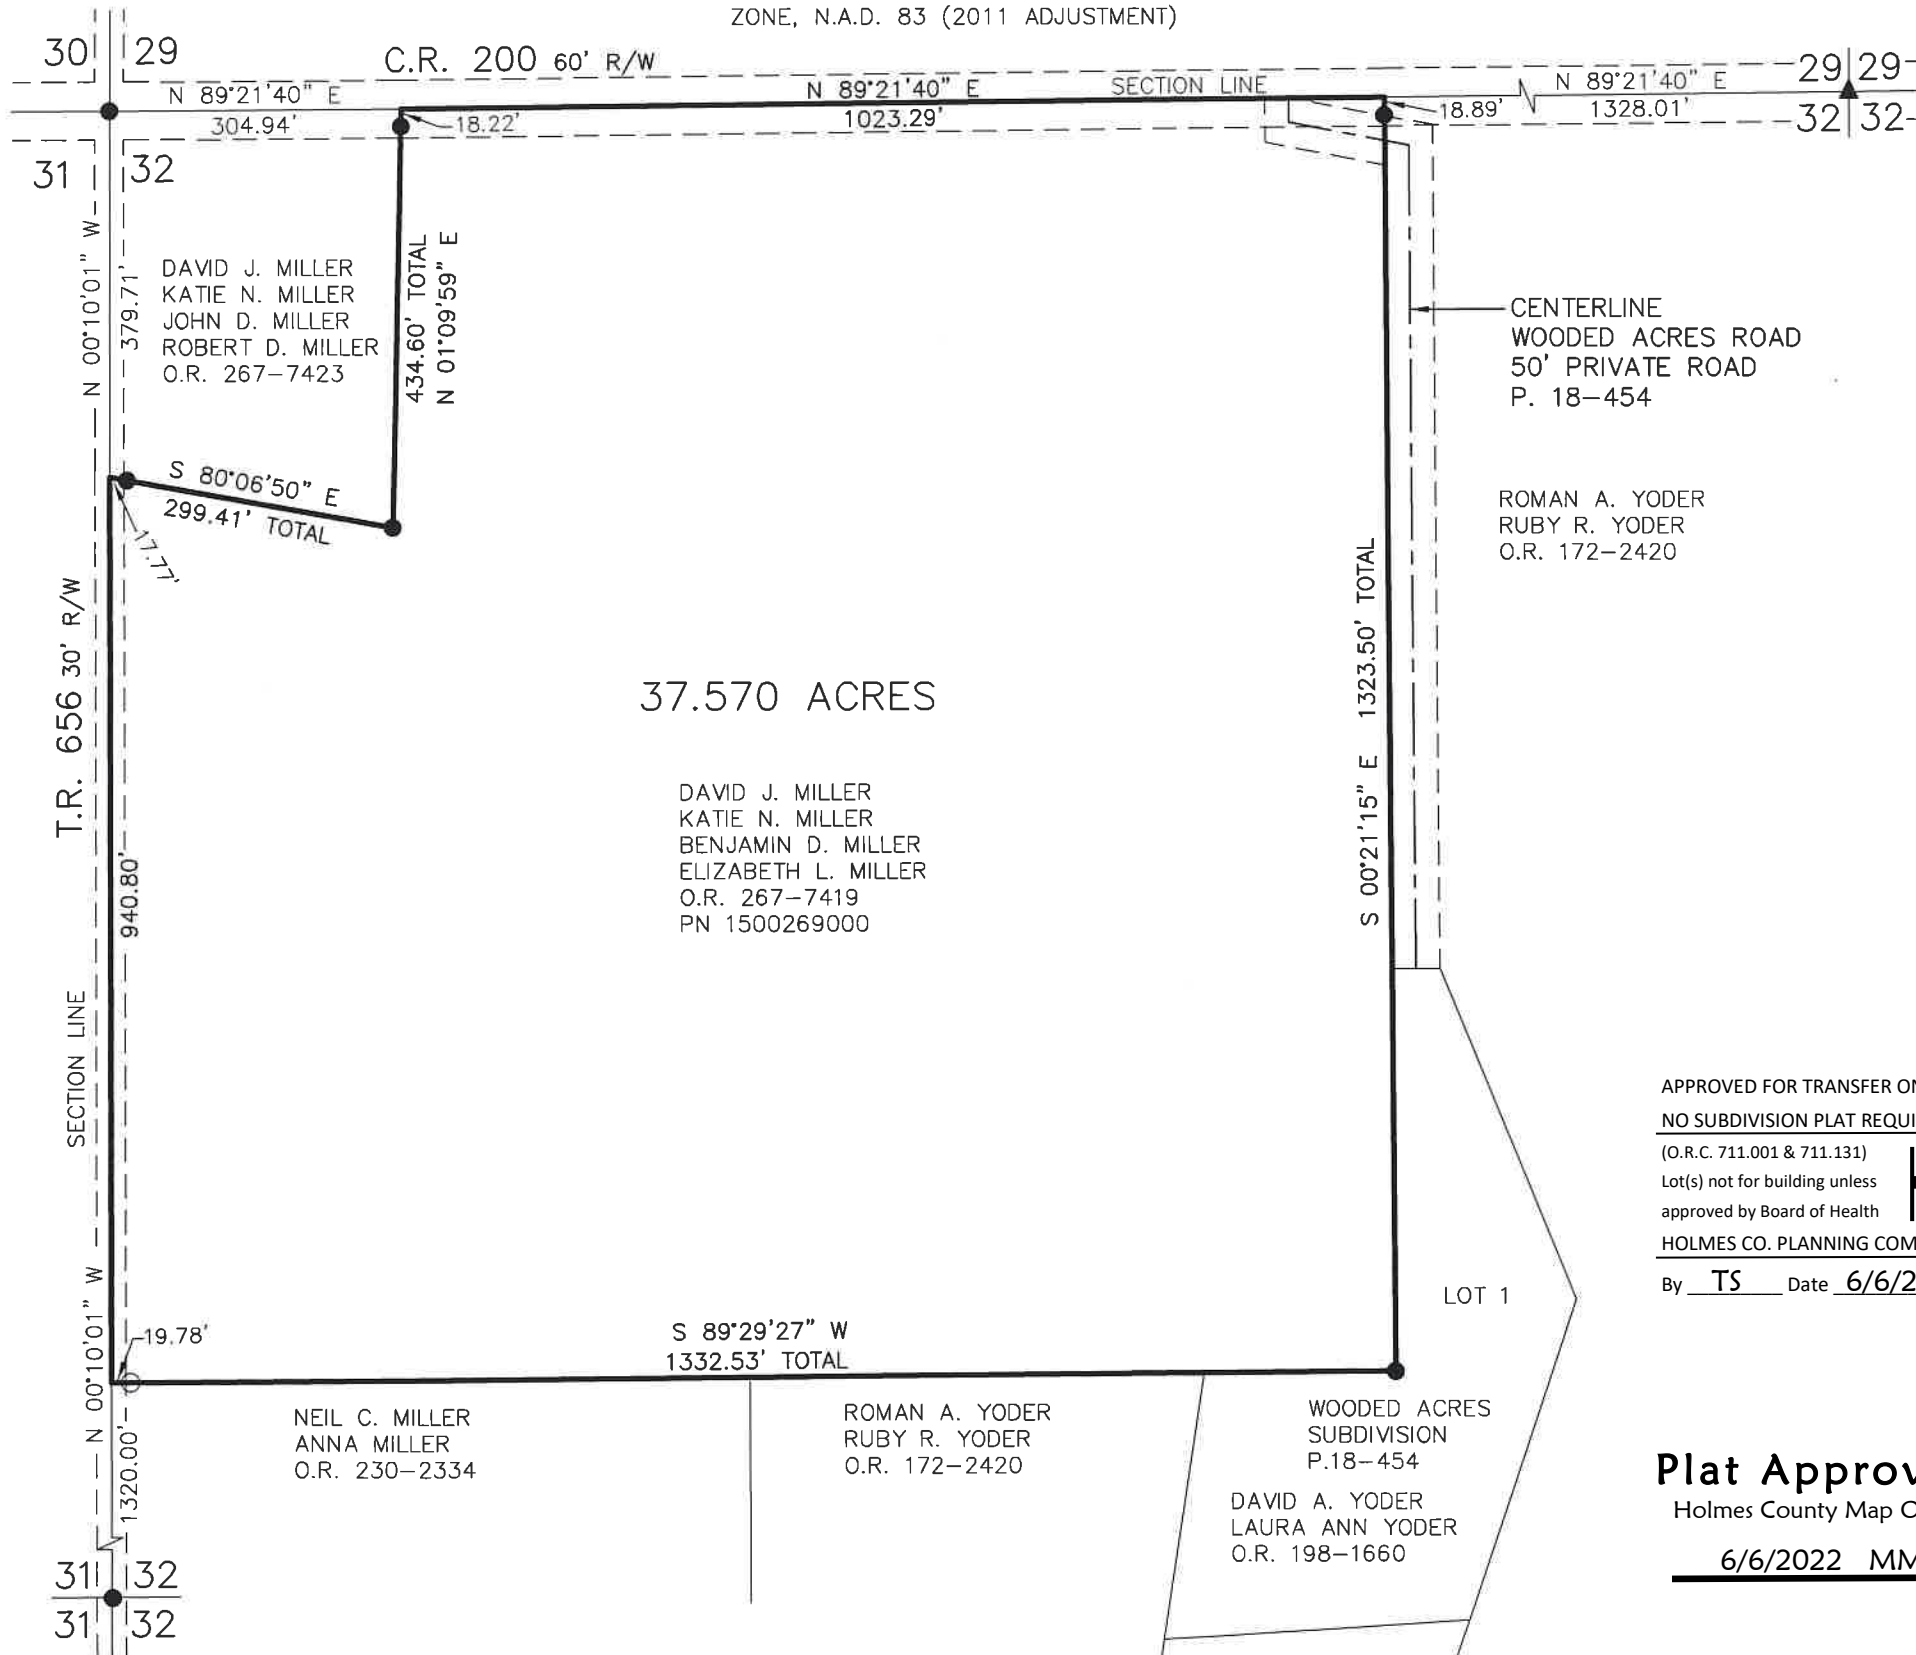 ZONE, N.A.D. 83 (2011 ADJUSTMENT)
30 29
C.R. 200 60' R/W
N 89°21'40" E
304.94'
18.22'
N 89°21'40" E
1023.29'
SECTION LINE
18.89'
N 89°21'40" E
1328.01'
29 29
32 32
31 32
N 00°10'01" W
379.71'
DAVID J. MILLER
KATIE N. MILLER
JOHN D. MILLER
ROBERT D. MILLER
O.R. 267-7423
434.60' TOTAL
N 01°09'59" E
CENTERLINE
WOODED ACRES ROAD
50' PRIVATE ROAD
P. 18-454
S 80°06'50" E
299.41' TOTAL
17.77'
ROMAN A. YODER
RUBY R. YODER
O.R. 172-2420
T.R. 656 30' R/W
940.80'
SECTION LINE
37.570 ACRES
DAVID J. MILLER
KATIE N. MILLER
BENJAMIN D. MILLER
ELIZABETH L. MILLER
O.R. 267-7419
PN 1500269000
S 00°21'15" E 1323.50' TOTAL
APPROVED FOR TRANSFER ON
NO SUBDIVISION PLAT REQUI
(O.R.C. 711.001 & 711.131)
Lot(s) not for building unless
approved by Board of Health
HOLMES CO. PLANNING COM
By TS Date 6/6/2
LOT 1
N 00°10'01" W
19.78'
S 89°29'27" W
1332.53' TOTAL
1320.00'
NEIL C. MILLER
ANNA MILLER
O.R. 230-2334
ROMAN A. YODER
RUBY R. YODER
O.R. 172-2420
WOODED ACRES
SUBDIVISION
P.18-454
DAVID A. YODER
LAURA ANN YODER
O.R. 198-1660
Plat Approv
Holmes County Map O
6/6/2022 MM
31 32
31 32